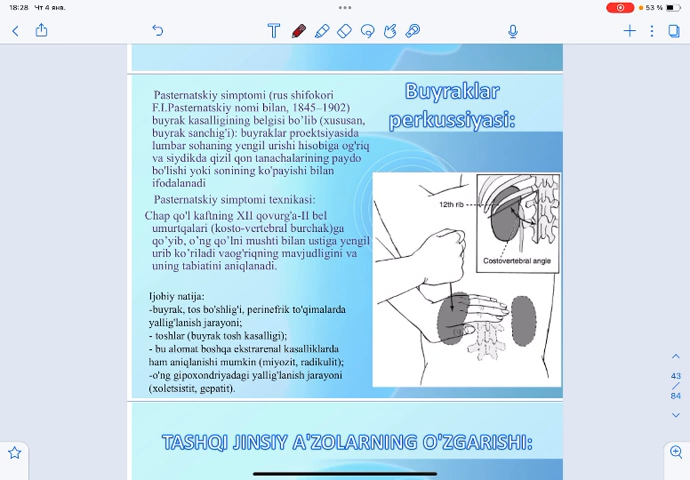 18:28 Чт 4 янв.
53 %
Buyraklar
perkussiyasi:
Pasternatskiy simptomi (rus shifokori
F.I.Pasternatskiy nomi bilan, 1845–1902)
buyrak kasalligining belgisi bo'lib (xususan,
buyrak sanchig'i): buyraklar proektsiyasida
lumbar sohaning yengil urishi hisobiga og'riq
va siydikda qizil qon tanachalarining paydo
bo'lishi yoki sonining ko'payishi bilan
ifodalanadi
Pasternatskiy simptomi texnikasi:
Chap qo'l kaftning XII qovurg'a-II bel
umurtqalari (kosto-vertebral burchak)ga
qo'yib, o'ng qo'lni mushti bilan ustiga yengil
urib ko'riladi vaog'riqning mavjudligini va
uning tabiatini aniqlanadi.
Ijobiy natija:
-buyrak, tos bo'shlig'i, perinefrik to'qimalarda
yallig'lanish jarayoni;
- toshlar (buyrak tosh kasalligi);
- bu alomat boshqa ekstrarenal kasalliklarda
ham aniqlanishi mumkin (miyozit, radikulit);
-o'ng gipoxondriyadagi yallig'lanish jarayoni
(xoletsistit, gepatit).
12th rib
Costovertebral angle
43
/
84
TASHQI JINSIY A'ZOLARNING O'ZGARISHI: